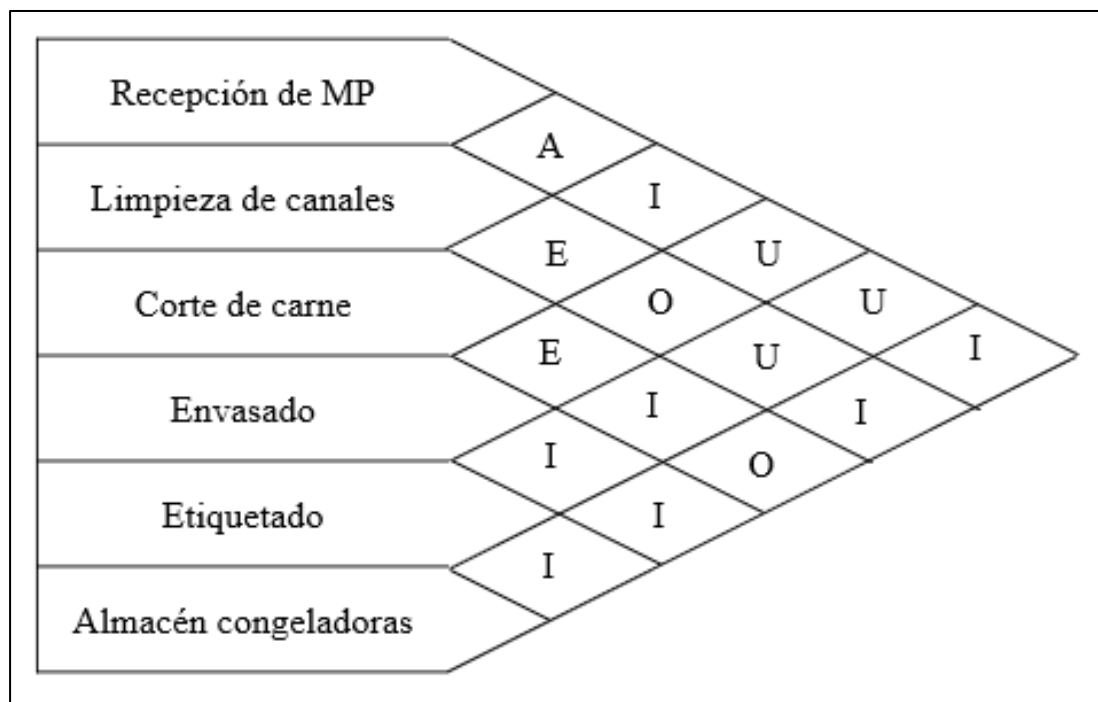 Recepción de MP
A
Limpieza de canales
I
E
U
Corte de carne
O
U
E
U
I
Envasado
I
I
I
O
Etiquetado
I
I
Almacén congeladoras